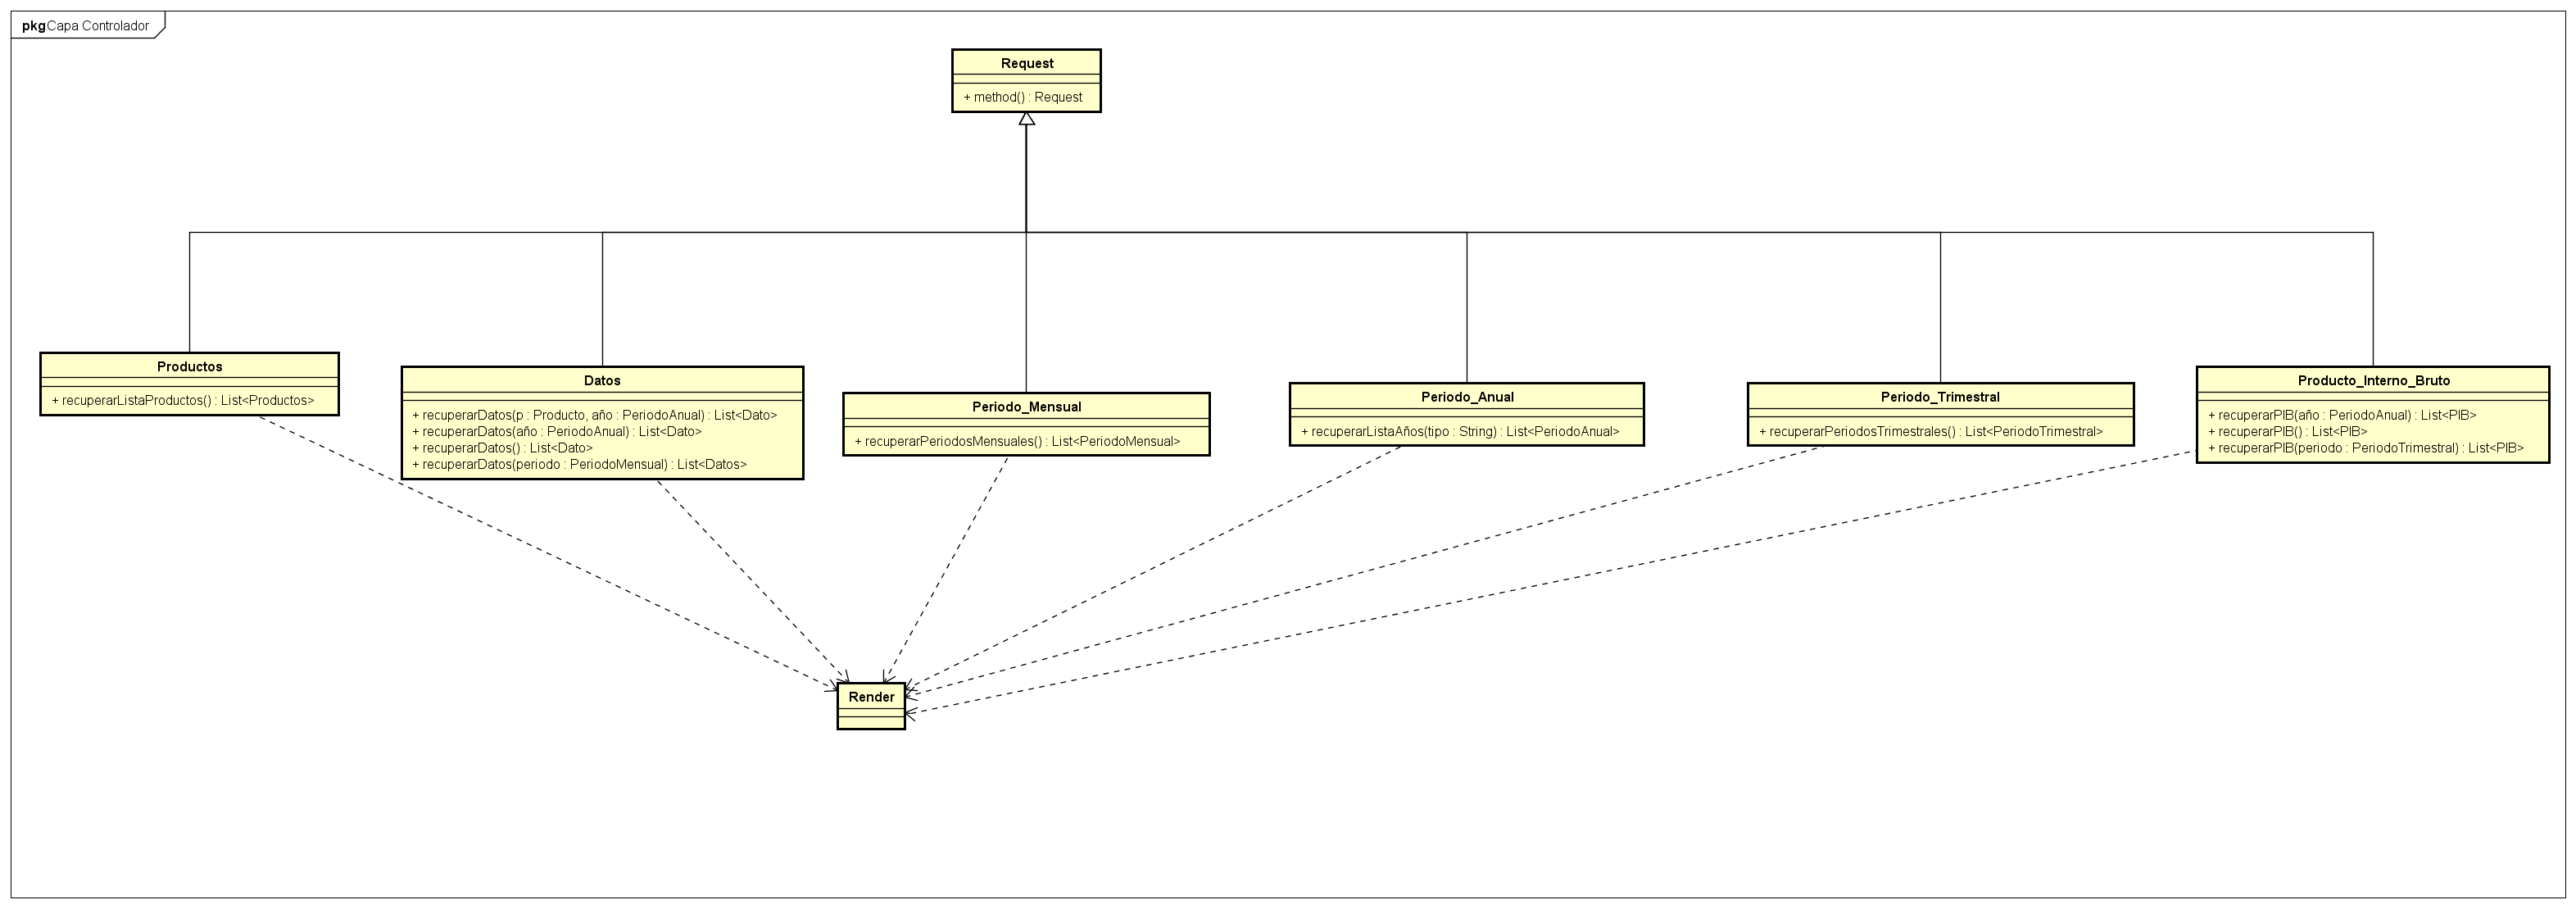 pkg Capa Controlador
Request
+ method() : Request
Productos
+ recuperarListaProductos() : List<Productos>
Datos
+ recuperarDatos(p : Producto, año : PeriodoAnual) : List<Dato>
+ recuperarDatos(año : PeriodoAnual) : List<Dato>
+ recuperarDatos() : List<Dato>
+ recuperarDatos(periodo : PeriodoMensual) : List<Datos>
Periodo_Mensual
+ recuperarPeriodosMensuales() : List<PeriodoMensual>
Periodo_Anual
+ recuperarListaAños(tipo : String) : List<PeriodoAnual>
Periodo_Trimestral
+ recuperarPeriodosTrimestrales() : List<PeriodoTrimestral>
Producto_Interno_Bruto
+ recuperarPIB(año : PeriodoAnual) : List<PIB>
+ recuperarPIB() : List<PIB>
+ recuperarPIB(periodo : PeriodoTrimestral) : List<PIB>
Render